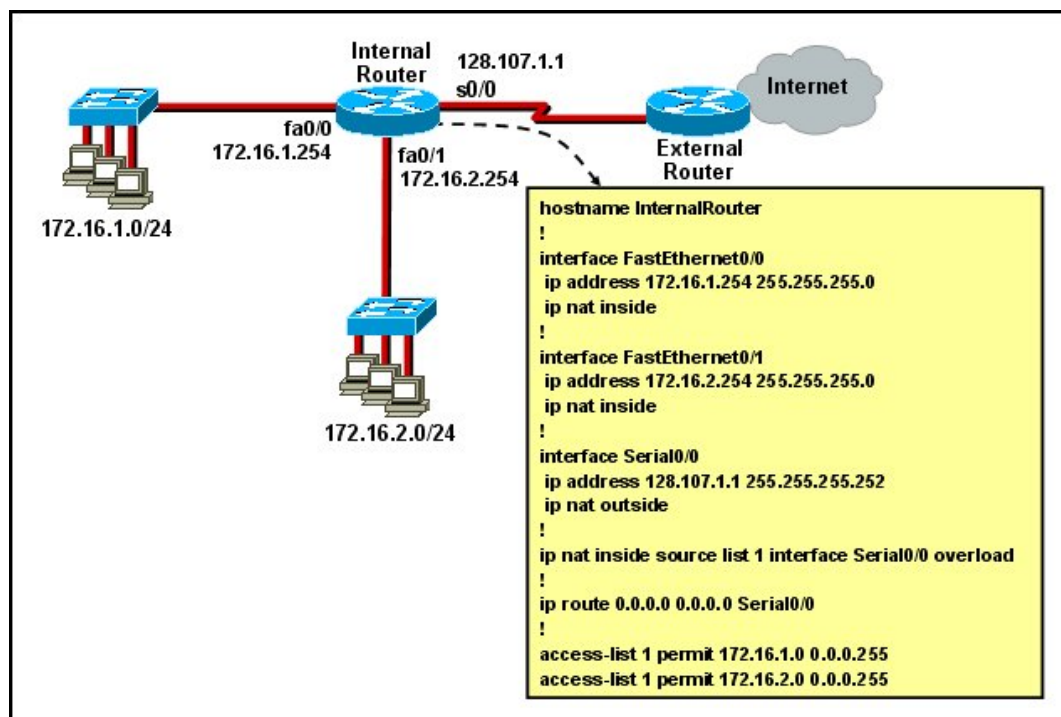 Internal
Router
128.107.1.1
s0/0
Internet
fa0/0
172.16.1.254
fa0/1
172.16.2.254
External
Router
172.16.1.0/24
172.16.2.0/24
hostname InternalRouter
!
interface FastEthernet0/0
ip address 172.16.1.254 255.255.255.0
ip nat inside
!
interface FastEthernet0/1
ip address 172.16.2.254 255.255.255.0
ip nat inside
!
interface Serial0/0
ip address 128.107.1.1 255.255.255.252
ip nat outside
!
ip nat inside source list 1 interface Serial0/0 overload
!
ip route 0.0.0.0 0.0.0.0 Serial0/0
!
access-list 1 permit 172.16.1.0 0.0.0.255
access-list 1 permit 172.16.2.0 0.0.0.255